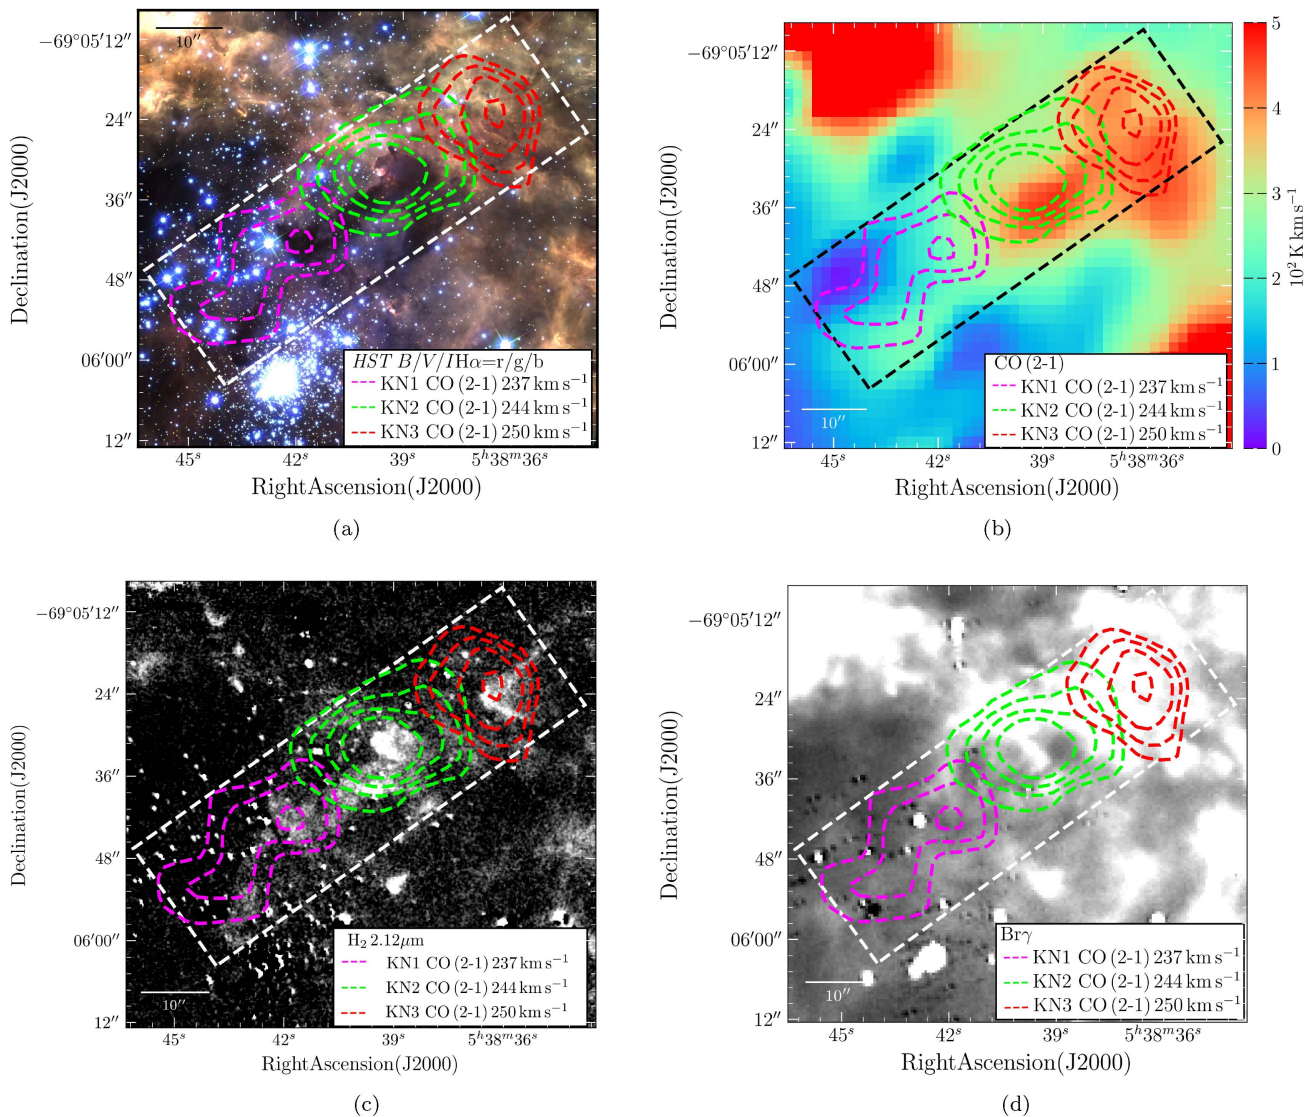 −69°05′12″
24″
36″
48″
06′00″
12″
Declination(J2000)
10″
HST B/V/IHα=r/g/b
KN1 CO (2-1) 237 km s⁻¹
KN2 CO (2-1) 244 km s⁻¹
KN3 CO (2-1) 250 km s⁻¹
45ˢ 42ˢ 39ˢ 5ʰ38ᵐ36ˢ
RightAscension(J2000)
(a)
−69°05′12″
24″
36″
48″
06′00″
12″
Declination(J2000)
10″
CO (2-1)
KN1 CO (2-1) 237 km s⁻¹
KN2 CO (2-1) 244 km s⁻¹
KN3 CO (2-1) 250 km s⁻¹
45ˢ 42ˢ 39ˢ 5ʰ38ᵐ36ˢ
RightAscension(J2000)
5
4
3
2
1
0
10² K km s⁻¹
(b)
−69°05′12″
24″
36″
48″
06′00″
12″
Declination(J2000)
10″
H₂ 2.12μm
KN1 CO (2-1) 237 km s⁻¹
KN2 CO (2-1) 244 km s⁻¹
KN3 CO (2-1) 250 km s⁻¹
45ˢ 42ˢ 39ˢ 5ʰ38ᵐ36ˢ
RightAscension(J2000)
(c)
−69°05′12″
24″
36″
48″
06′00″
12″
Declination(J2000)
10″
Brγ
KN1 CO (2-1) 237 km s⁻¹
KN2 CO (2-1) 244 km s⁻¹
KN3 CO (2-1) 250 km s⁻¹
45ˢ 42ˢ 39ˢ 5ʰ38ᵐ36ˢ
RightAscension(J2000)
(d)